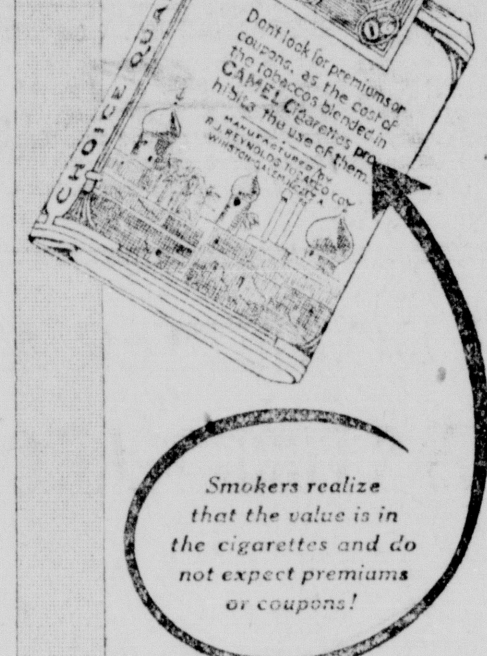 CHOICE QUA
Don't look for premiums or
coupons, as the cost of
the tobaccos blended in
CAMEL Cigarettes pro-
hibits the use of them.
MANUFACTURED BY
R.J. REYNOLDS TOBACCO CO.
WINSTON-SALEM, N.C. U.S.A.
Smokers realize
that the value is in
the cigarettes and do
not expect premiums
or coupons!